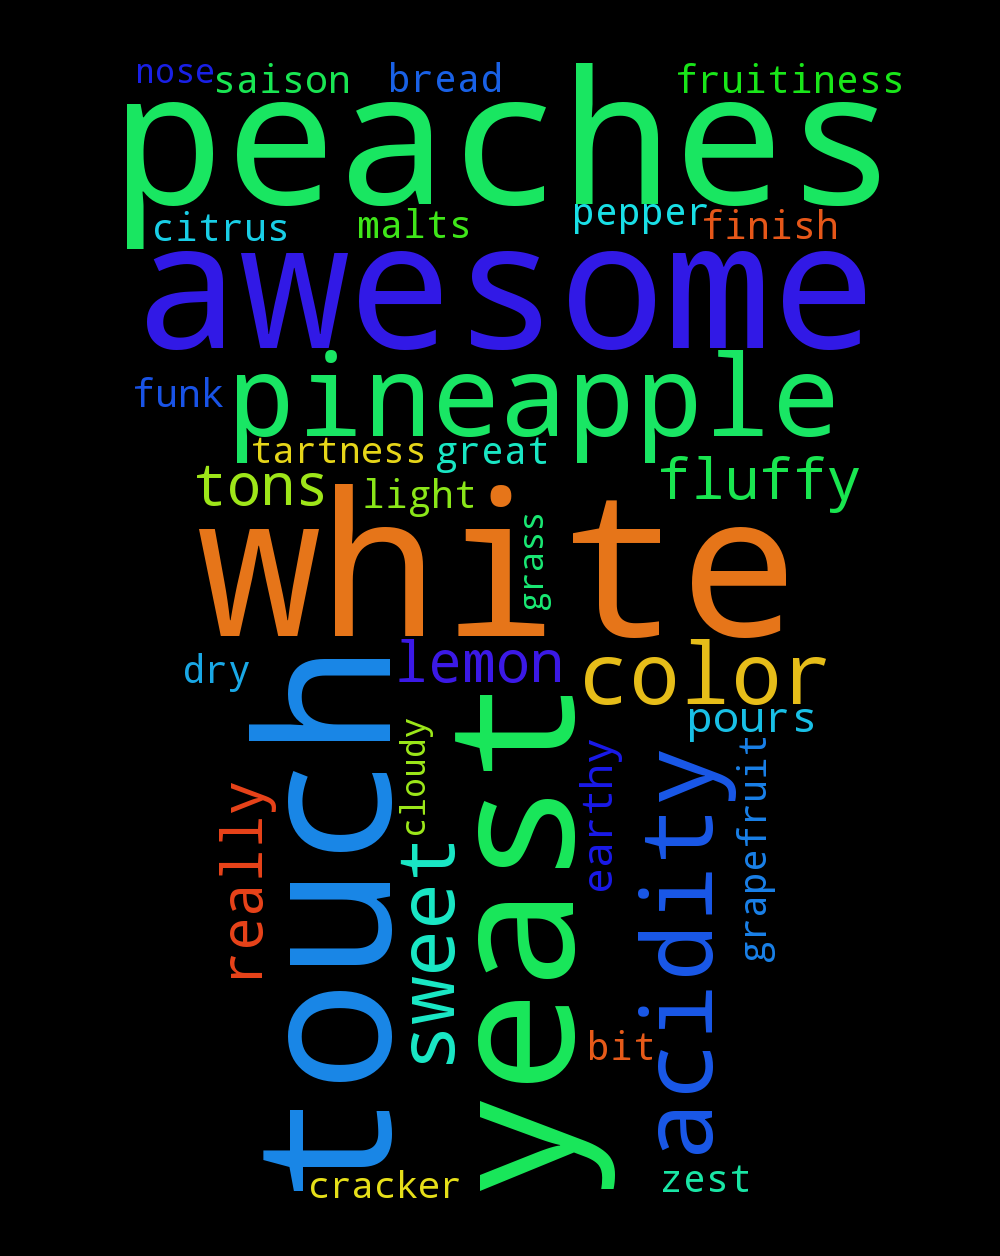 nose
saison
bread
fruitiness
peaches
citrus
malts
pepper
finish
awesome
funk
pineapple
tartness
great
tons
light
fluffy
white
grass
dry
lemon
color
pours
touch
yeast
cloudy
earthy
acidity
grapefruit
really
sweet
bit
cracker
zest